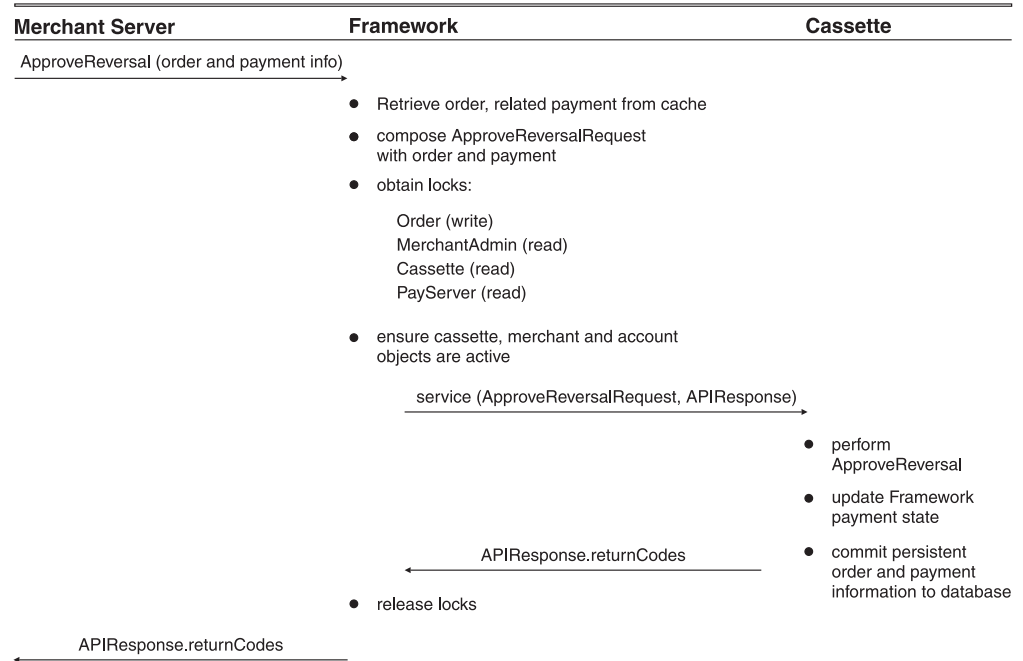 Merchant Server Framework Cassette
ApproveReversal (order and payment info)
● Retrieve order, related payment from cache
● compose ApproveReversalRequest
with order and payment
● obtain locks:
Order (write)
MerchantAdmin (read)
Cassette (read)
PayServer (read)
● ensure cassette, merchant and account
objects are active
service (ApproveReversalRequest, APIResponse)
● perform
ApproveReversal
● update Framework
payment state
● commit persistent
order and payment
information to database
APIResponse.returnCodes
● release locks
APIResponse.returnCodes